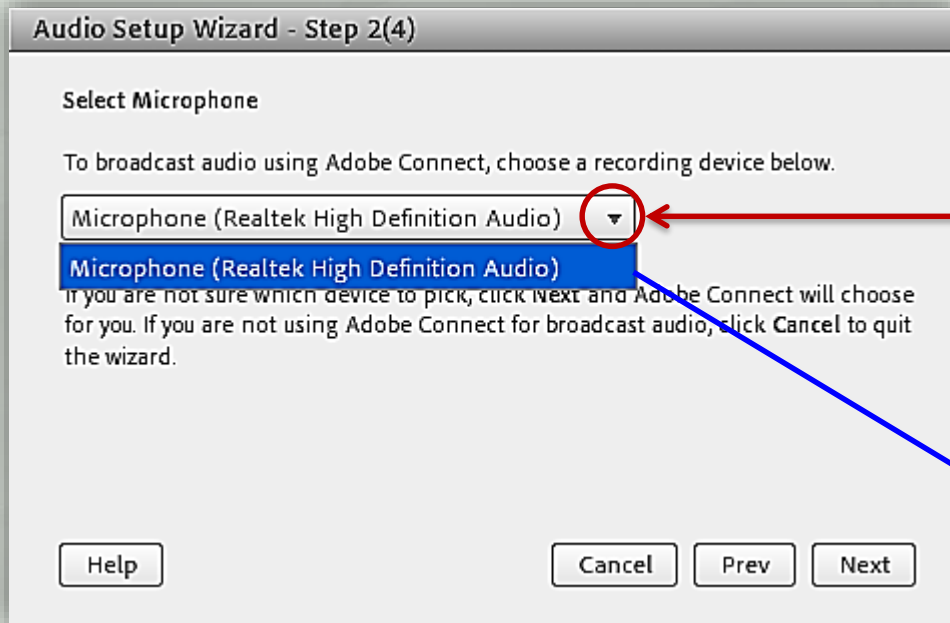 Audio Setup Wizard - Step 2(4)
Select Microphone
To broadcast audio using Adobe Connect, choose a recording device below.
Microphone (Realtek High Definition Audio)
Microphone (Realtek High Definition Audio)
If you are not sure which device to pick, click Next and Adobe Connect will choose
for you. If you are not using Adobe Connect for broadcast audio, click Cancel to quit
the wizard.
Help Cancel Prev Next